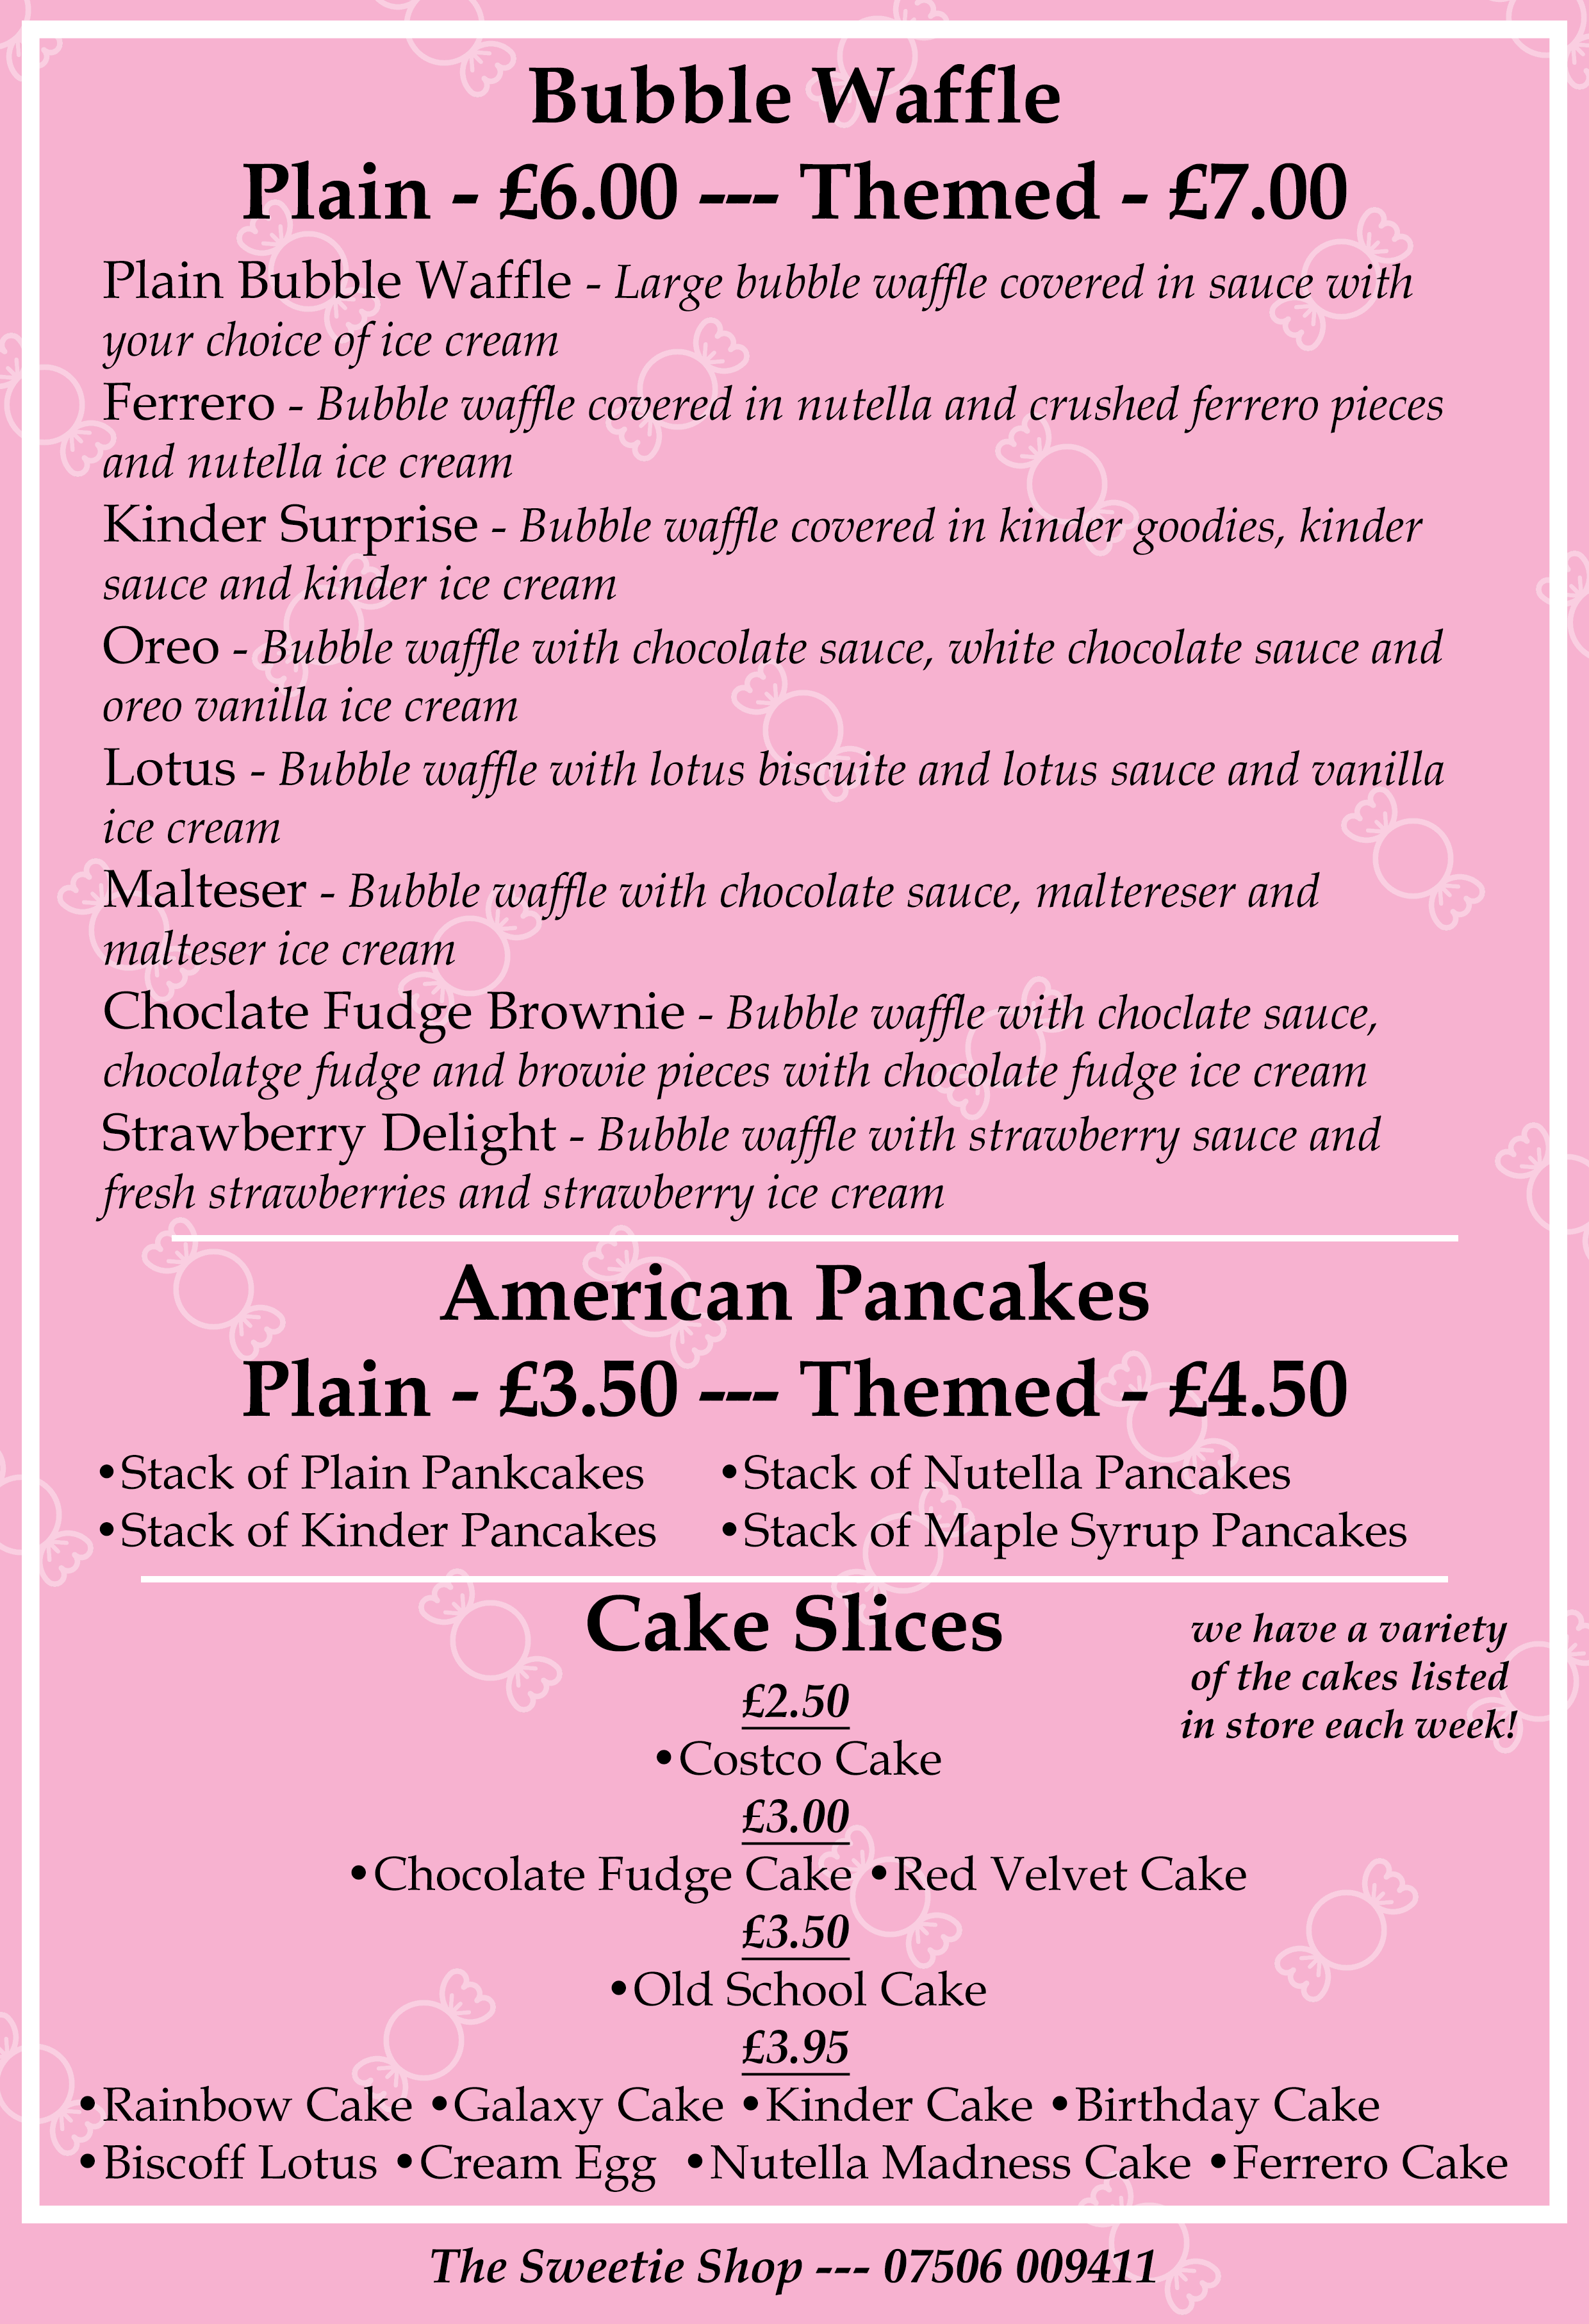 Bubble Waffle
Plain - £6.00 --- Themed - £7.00
Plain Bubble Waffle - Large bubble waffle covered in sauce with
your choice of ice cream
Ferrero - Bubble waffle covered in nutella and crushed ferrero pieces
and nutella ice cream
Kinder Surprise - Bubble waffle covered in kinder goodies, kinder
sauce and kinder ice cream
Oreo - Bubble waffle with chocolate sauce, white chocolate sauce and
oreo vanilla ice cream
Lotus - Bubble waffle with lotus biscuite and lotus sauce and vanilla
ice cream
Malteser - Bubble waffle with chocolate sauce, maltereser and
malteser ice cream
Choclate Fudge Brownie - Bubble waffle with choclate sauce,
chocolatge fudge and browie pieces with chocolate fudge ice cream
Strawberry Delight - Bubble waffle with strawberry sauce and
fresh strawberries and strawberry ice cream
American Pancakes
Plain - £3.50 --- Themed - £4.50
•Stack of Plain Pankcakes •Stack of Nutella Pancakes
•Stack of Kinder Pancakes •Stack of Maple Syrup Pancakes
Cake Slices
we have a variety
of the cakes listed
in store each week!
£2.50
•Costco Cake
£3.00
•Chocolate Fudge Cake •Red Velvet Cake
£3.50
•Old School Cake
£3.95
•Rainbow Cake •Galaxy Cake •Kinder Cake •Birthday Cake
•Biscoff Lotus •Cream Egg •Nutella Madness Cake •Ferrero Cake
The Sweetie Shop --- 07506 009411